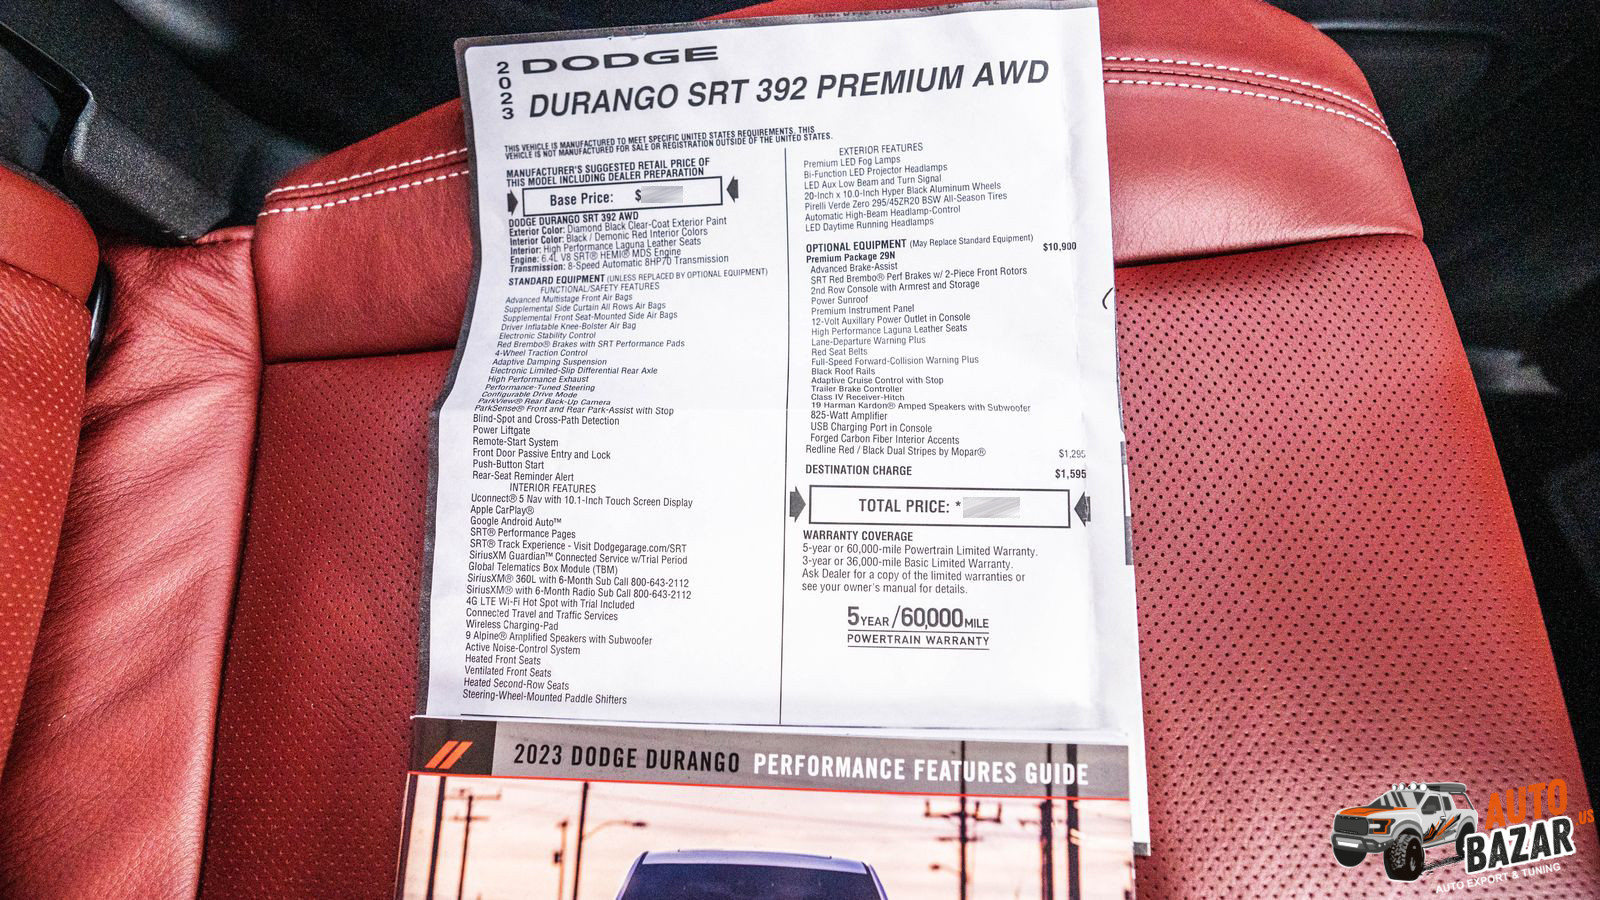 2023
DODGE
DURANGO SRT 392 PREMIUM AWD
THIS VEHICLE IS MANUFACTURED TO MEET SPECIFIC UNITED STATES REQUIREMENTS. THIS
VEHICLE IS NOT MANUFACTURED FOR SALE OR REGISTRATION OUTSIDE OF THE UNITED STATES.
MANUFACTURER'S SUGGESTED RETAIL PRICE OF
THIS MODEL INCLUDING DEALER PREPARATION
Base Price: $
DODGE DURANGO SRT 392 AWD
Exterior Color: Diamond Black Clear-Coat Exterior Paint
Interior Color: Black / Demonic Red Interior Colors
Interior: High Performance Laguna Leather Seats
Engine: 6.4L V8 SRT® HEMI® MDS Engine
Transmission: 8-Speed Automatic 8HP70 Transmission
STANDARD EQUIPMENT (UNLESS REPLACED BY OPTIONAL EQUIPMENT)
FUNCTIONAL/SAFETY FEATURES
Advanced Multistage Front Air Bags
Supplemental Side Curtain All Rows Air Bags
Supplemental Front Seat-Mounted Side Air Bags
Driver Inflatable Knee-Bolster Air Bag
Electronic Stability Control
Red Brembo® Brakes with SRT Performance Pads
4-Wheel Traction Control
Adaptive Damping Suspension
Electronic Limited-Slip Differential Rear Axle
High Performance Exhaust
Performance-Tuned Steering
Configurable Drive Mode
ParkView® Rear Back-Up Camera
ParkSense® Front and Rear Park-Assist with Stop
Blind-Spot and Cross-Path Detection
Power Liftgate
Remote-Start System
Front Door Passive Entry and Lock
Push-Button Start
Rear-Seat Reminder Alert
INTERIOR FEATURES
Uconnect® 5 Nav with 10.1-Inch Touch Screen Display
Apple CarPlay®
Google Android Auto™
SRT® Performance Pages
SRT® Track Experience - Visit Dodgegarage.com/SRT
SiriusXM Guardian™ Connected Service w/Trial Period
Global Telematics Box Module (TBM)
SiriusXM® 360L with 6-Month Sub Call 800-643-2112
SiriusXM® with 6-Month Radio Sub Call 800-643-2112
4G LTE Wi-Fi Hot Spot with Trial Included
Connected Travel and Traffic Services
Wireless Charging-Pad
9 Alpine® Amplified Speakers with Subwoofer
Active Noise-Control System
Heated Front Seats
Ventilated Front Seats
Heated Second-Row Seats
Steering-Wheel-Mounted Paddle Shifters
EXTERIOR FEATURES
Premium LED Fog Lamps
Bi-Function LED Projector Headlamps
LED Aux Low Beam and Turn Signal
20-Inch x 10.0-Inch Hyper Black Aluminum Wheels
Pirelli Verde Zero 295/45ZR20 BSW All-Season Tires
Automatic High-Beam Headlamp-Control
LED Daytime Running Headlamps
OPTIONAL EQUIPMENT (May Replace Standard Equipment)
Premium Package 29N $10,900
Advanced Brake-Assist
SRT Red Brembo® Perf Brakes w/ 2-Piece Front Rotors
2nd Row Console with Armrest and Storage
Power Sunroof
Premium Instrument Panel
12-Volt Auxiliary Power Outlet in Console
High Performance Laguna Leather Seats
Lane-Departure Warning Plus
Red Seat Belts
Full-Speed Forward-Collision Warning Plus
Black Roof Rails
Adaptive Cruise Control with Stop
Trailer Brake Controller
Class IV Receiver-Hitch
19 Harman Kardon® Amped Speakers with Subwoofer
825-Watt Amplifier
USB Charging Port in Console
Forged Carbon Fiber Interior Accents
Redline Red / Black Dual Stripes by Mopar® $1,295
DESTINATION CHARGE $1,595
TOTAL PRICE: *
WARRANTY COVERAGE
5-year or 60,000-mile Powertrain Limited Warranty.
3-year or 36,000-mile Basic Limited Warranty.
Ask Dealer for a copy of the limited warranties or
see your owner's manual for details.
5 YEAR / 60,000 MILE
POWERTRAIN WARRANTY
2023 DODGE DURANGO PERFORMANCE FEATURES GUIDE
AUTO US
BAZAR
AUTO EXPORT & TUNING